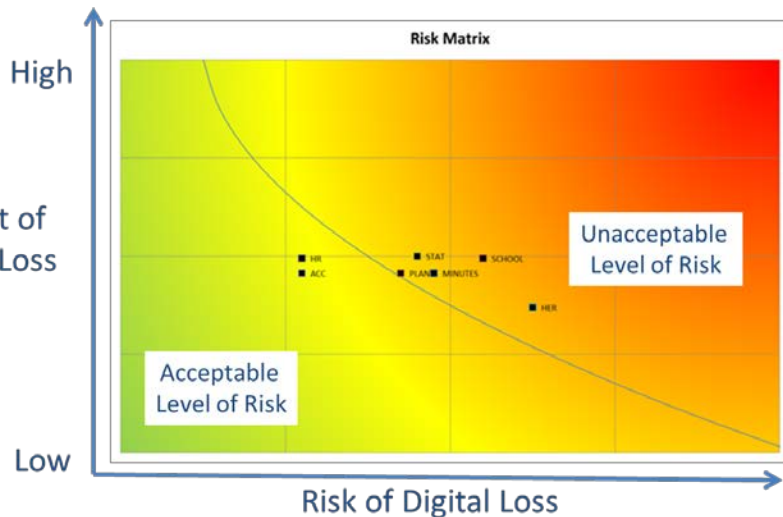 Risk Matrix
High
t of
Loss
HR
STAT
SCHOOL
ACC
PLAN
MINUTES
HER
Unacceptable
Level of Risk
Acceptable
Level of Risk
Low
Risk of Digital Loss